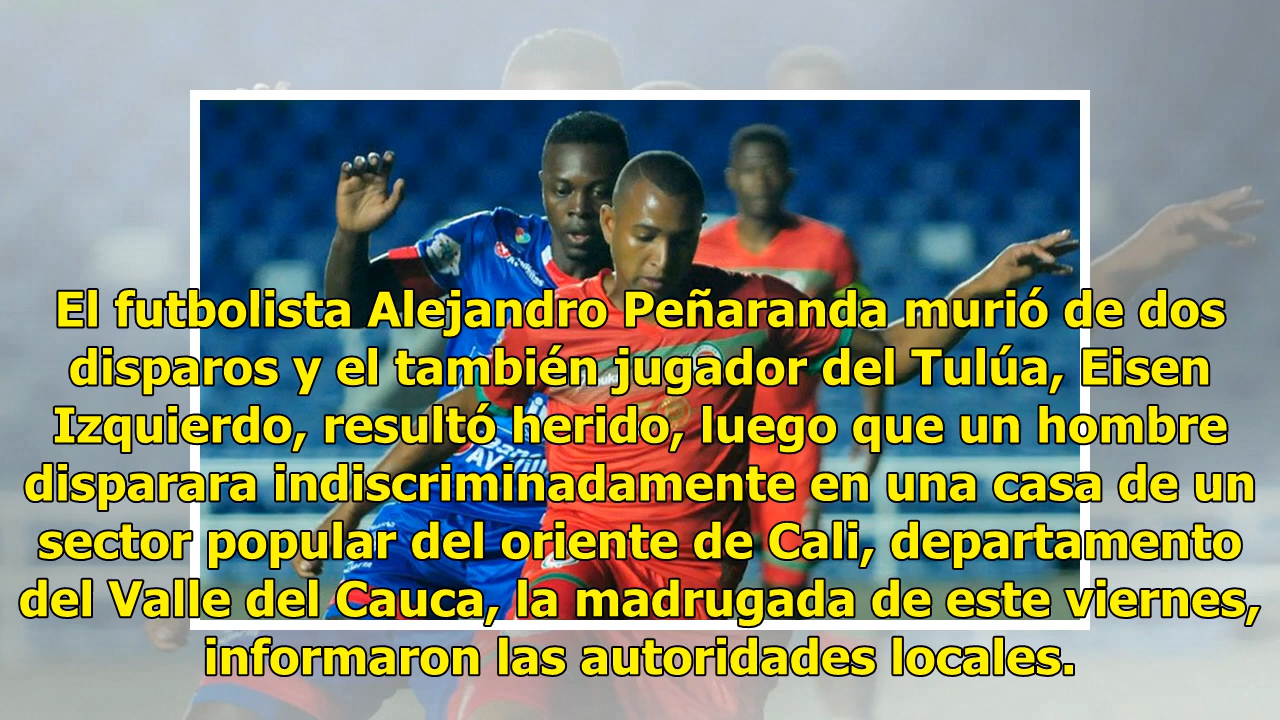 El futbolista Alejandro Peñaranda murió de dos
disparos y el también jugador del Tulúa, Eisen
Izquierdo, resultó herido, luego que un hombre
disparara indiscriminadamente en una casa de un
sector popular del oriente de Cali, departamento
del Valle del Cauca, la madrugada de este viernes,
informaron las autoridades locales.